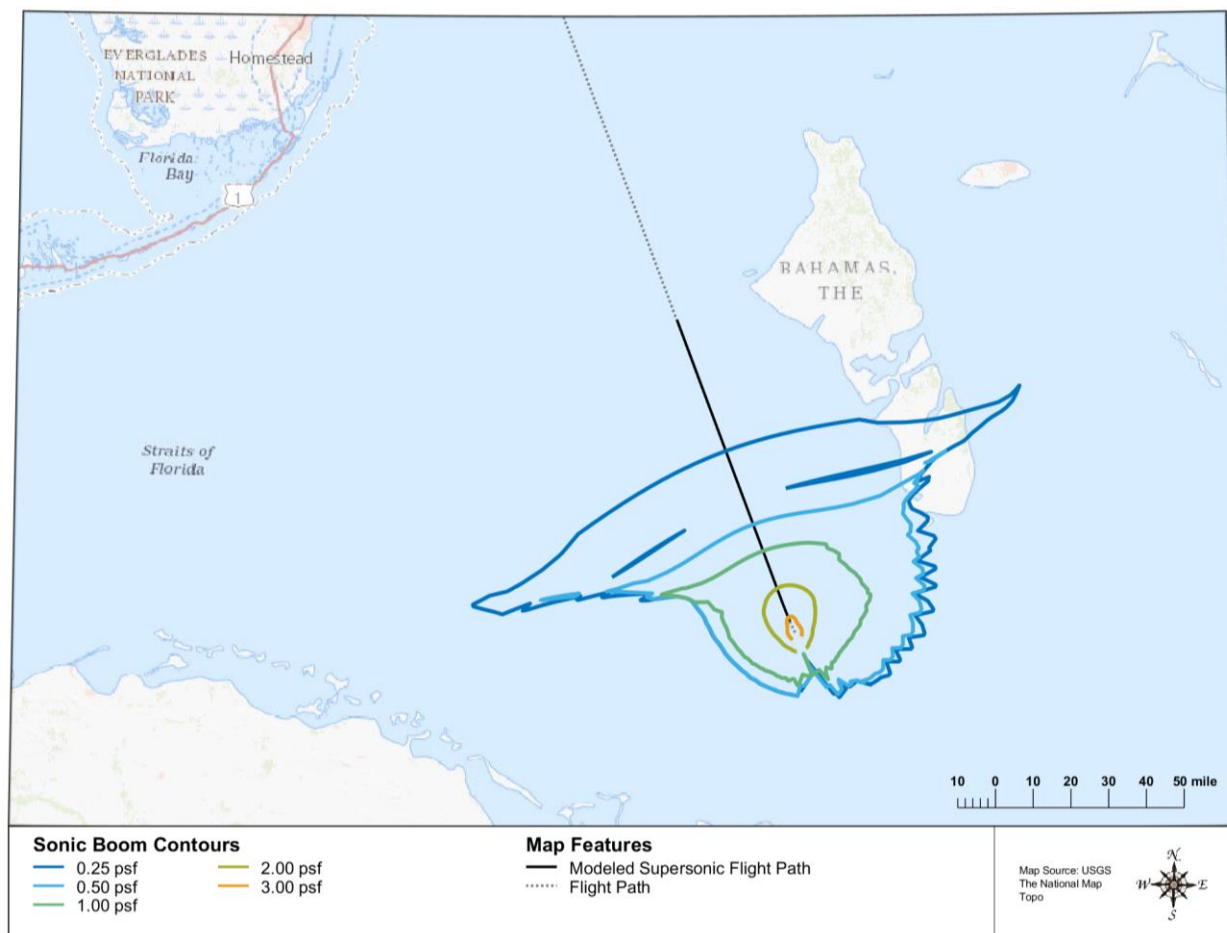 EVERGLADES
NATIONAL
PARK
Homestead
Florida
Bay
1
BAHAMAS,
THE
Straits of
Florida
10 0 10 20 30 40 50 mile
Sonic Boom Contours
0.25 psf
0.50 psf
1.00 psf
2.00 psf
3.00 psf
Map Features
Modeled Supersonic Flight Path
Flight Path
Map Source: USGS
The National Map
Topo
N
W E
S